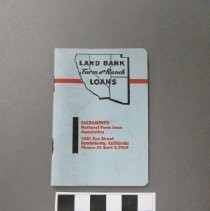 LAND BANK
Farm & Ranch
LOANS
SACRAMENTO
National Farm Loan
Association
Sacramento, California